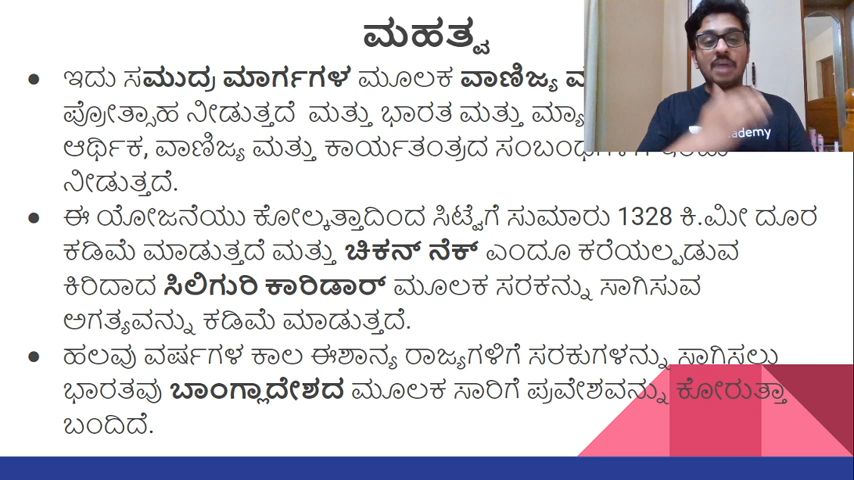 ಮಹತ್ವ
ಇದು ಸಮುದ್ರ ಮಾರ್ಗಗಳ ಮೂಲಕ ವಾಣಿಜ್ಯ
ಪ್ರೋತ್ಸಾಹ ನೀಡುತ್ತದೆ ಮತ್ತು ಭಾರತ ಮತ್ತು
ಆರ್ಥಿಕ, ವಾಣಿಜ್ಯ ಮತ್ತು ಕಾರ್ಯತಂತ್ರದ
ನೀಡುತ್ತದೆ.
ಈ ಯೋಜನೆಯು ಕೋಲ್ಕತ್ತಾದಿಂದ ಸಿಟ್ವೆಗೆ ಸುಮಾರು 1328 ಕಿ.ಮೀ ದೂರ
ಕಡಿಮೆ ಮಾಡುತ್ತದೆ ಮತ್ತು ಚಿಕನ್ ನೆಕ್ ಎಂದೂ ಕರೆಯಲ್ಪಡುವ
ಕಿರಿದಾದ ಸಿಲಿಗುರಿ ಕಾರಿಡಾರ್ ಮೂಲಕ ಸರಕನ್ನು ಸಾಗಿಸುವ
ಅಗತ್ಯವನ್ನು ಕಡಿಮೆ ಮಾಡುತ್ತದೆ.
ಹಲವು ವರ್ಷಗಳ ಕಾಲ ಈಶಾನ್ಯ ರಾಜ್ಯಗಳಿಗೆ ಸರಕುಗಳನ್ನು ಸಾಗಿಸಲು
ಭಾರತವು ಬಾಂಗ್ಲಾದೇಶದ ಮೂಲಕ ಸಾರಿಗೆ ಪ್ರವೇಶವನ್ನು ಕೋರುತ್ತಾ
ಬಂದಿದೆ.